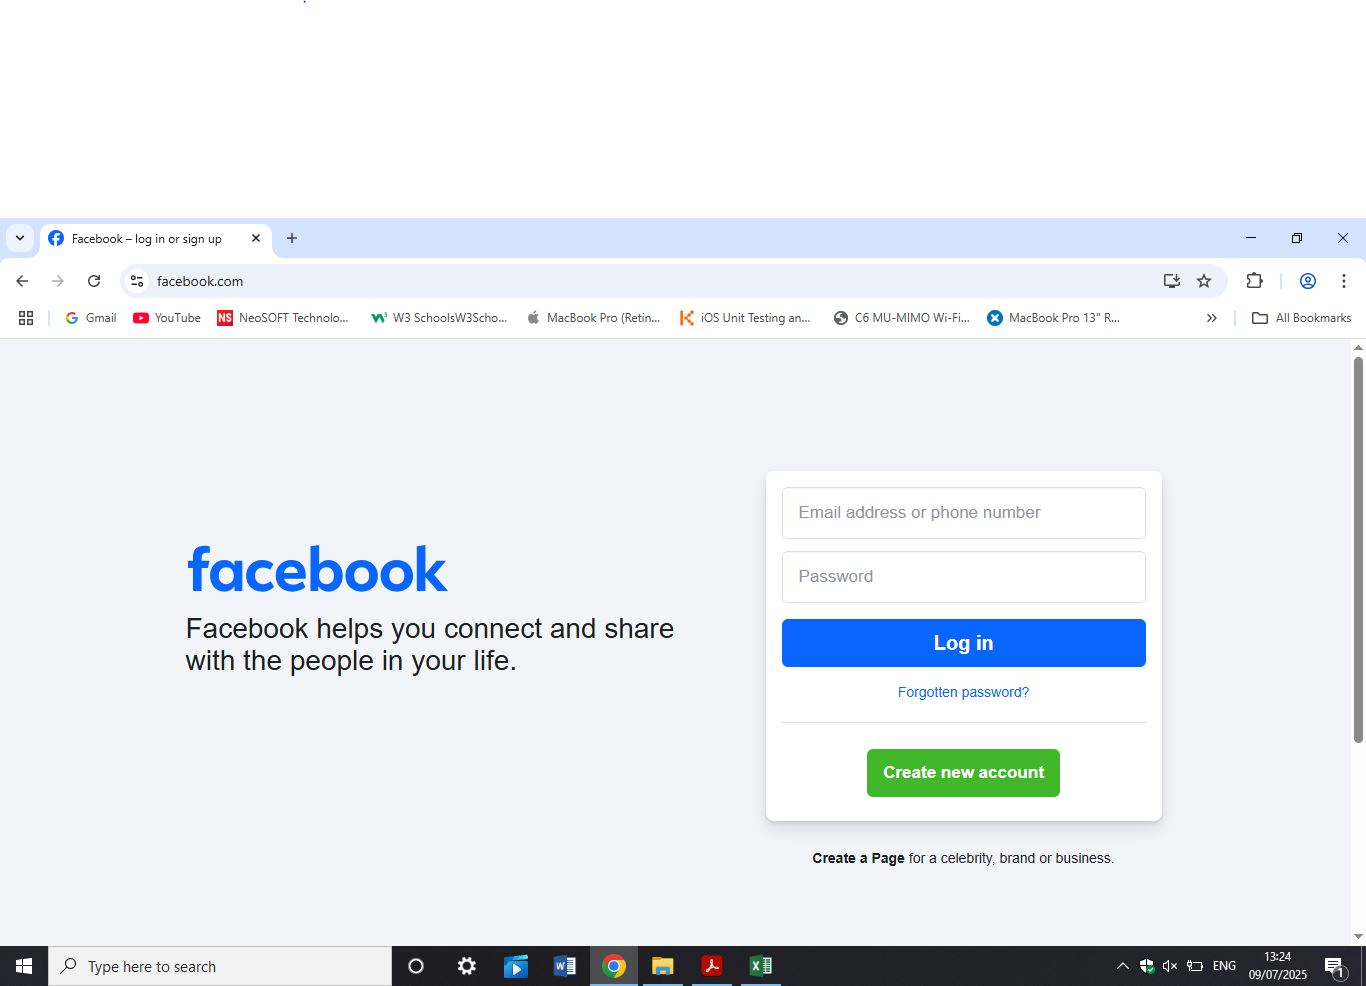 Facebook – log in or sign up
facebook.com
Gmail
YouTube
NS
NeoSOFT Technolo...
W3 SchoolsW3Scho...
MacBook Pro (Retin...
iOS Unit Testing an...
C6 MU-MIMO Wi-Fi...
MacBook Pro 13" R...
All Bookmarks
facebook
Facebook helps you connect and share
with the people in your life.
Email address or phone number
Password
Log in
Forgotten password?
Create new account
Create a Page for a celebrity, brand or business.
Type here to search
ENG
13:24
09/07/2025
1